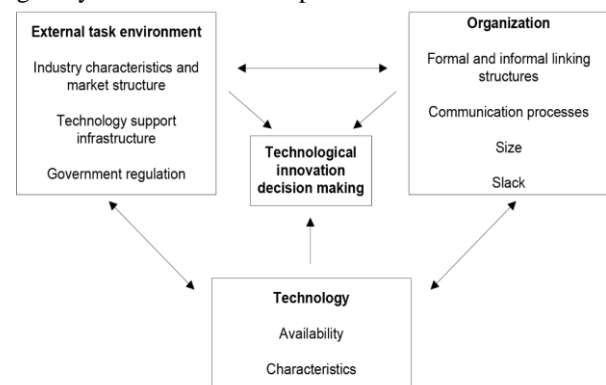 External task environment
Industry characteristics and
market structure
Technology support
infrastructure
Government regulation
Organization
Formal and informal linking
structures
Communication processes
Size
Slack
Technological
innovation
decision making
Technology
Availability
Characteristics